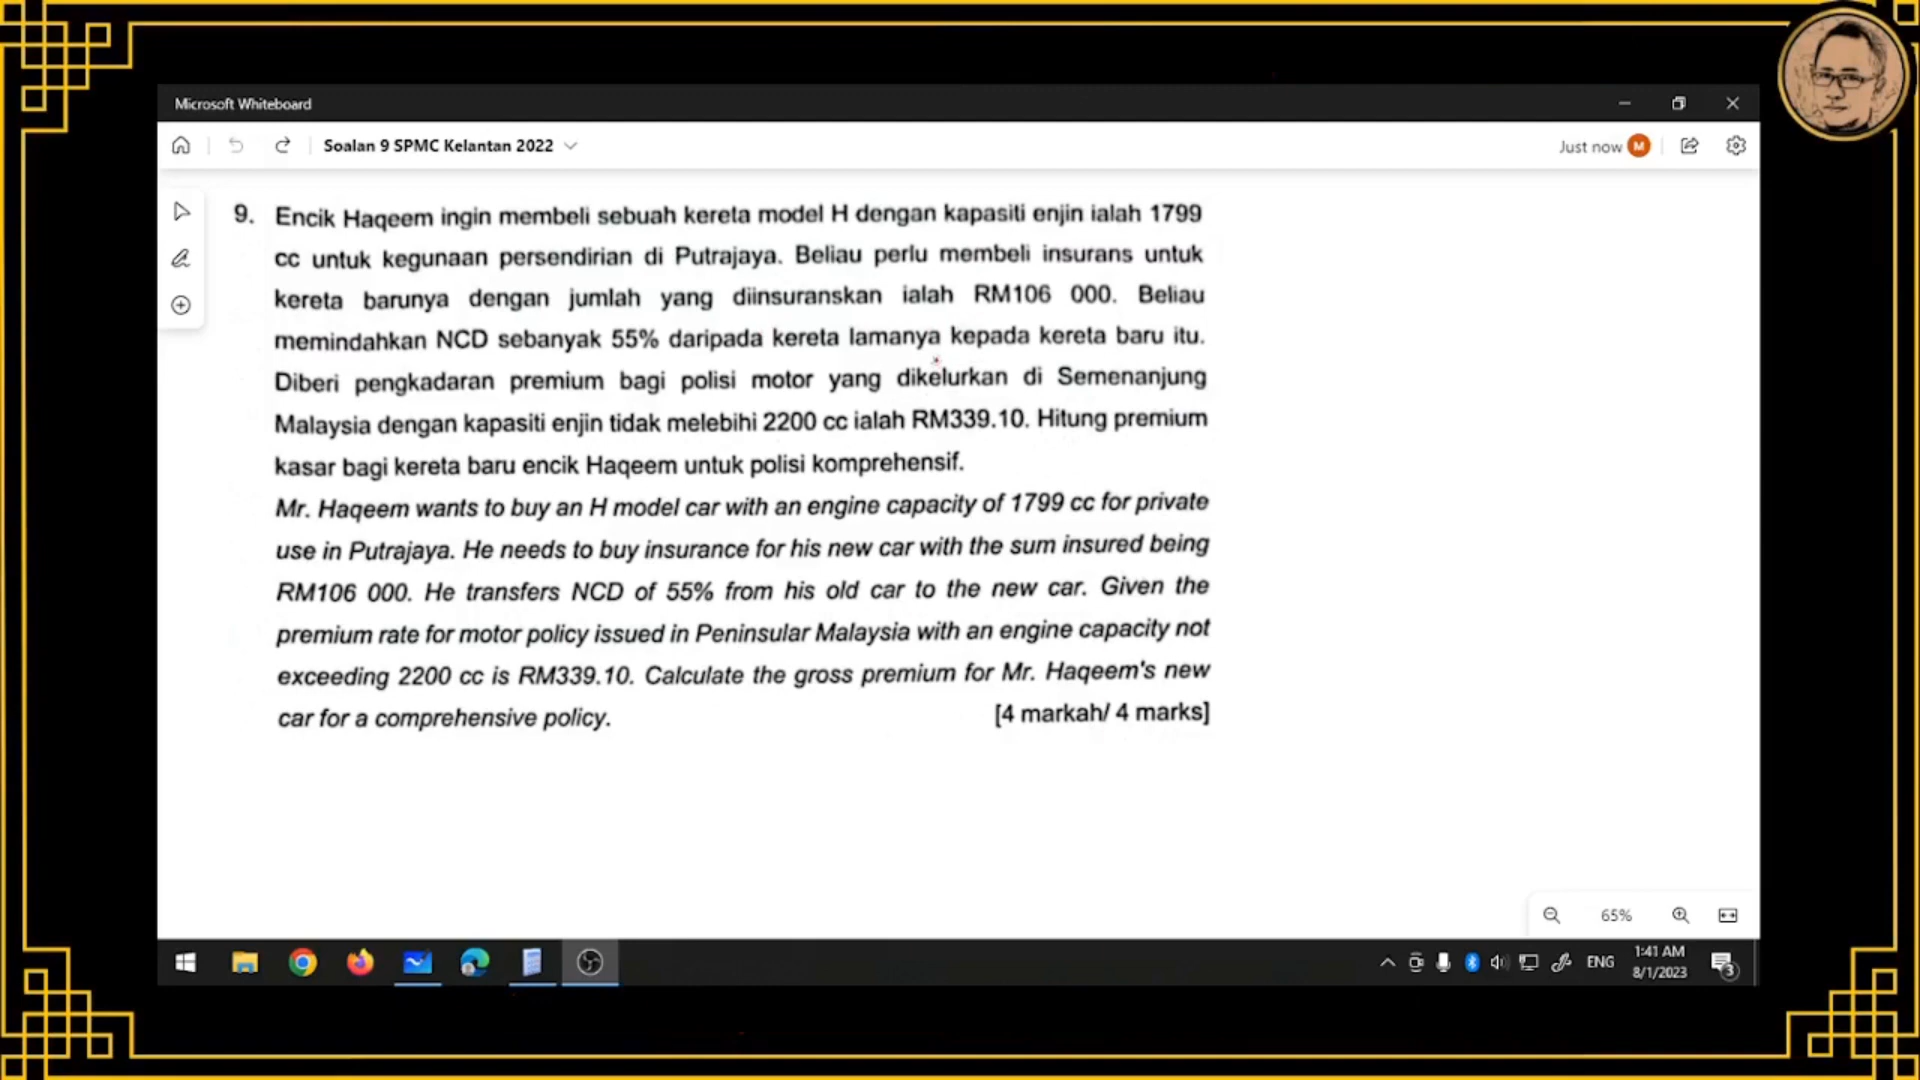 Microsoft Whiteboard
Soalan 9 SPMC Kelantan 2022
Just now M
9. Encik Haqeem ingin membeli sebuah kereta model H dengan kapasiti enjin ialah 1799
cc untuk kegunaan persendirian di Putrajaya. Beliau perlu membeli insurans untuk
kereta barunya dengan jumlah yang diinsuranskan ialah RM106 000. Beliau
memindahkan NCD sebanyak 55% daripada kereta lamanya kepada kereta baru itu.
Diberi pengkadaran premium bagi polisi motor yang dikelurkan di Semenanjung
Malaysia dengan kapasiti enjin tidak melebihi 2200 cc ialah RM339.10. Hitung premium
kasar bagi kereta baru encik Haqeem untuk polisi komprehensif.
Mr. Haqeem wants to buy an H model car with an engine capacity of 1799 cc for private
use in Putrajaya. He needs to buy insurance for his new car with the sum insured being
RM106 000. He transfers NCD of 55% from his old car to the new car. Given the
premium rate for motor policy issued in Peninsular Malaysia with an engine capacity not
exceeding 2200 cc is RM339.10. Calculate the gross premium for Mr. Haqeem's new
car for a comprehensive policy. [4 markah/ 4 marks]
65%
ENG
1:41 AM
8/1/2023
3